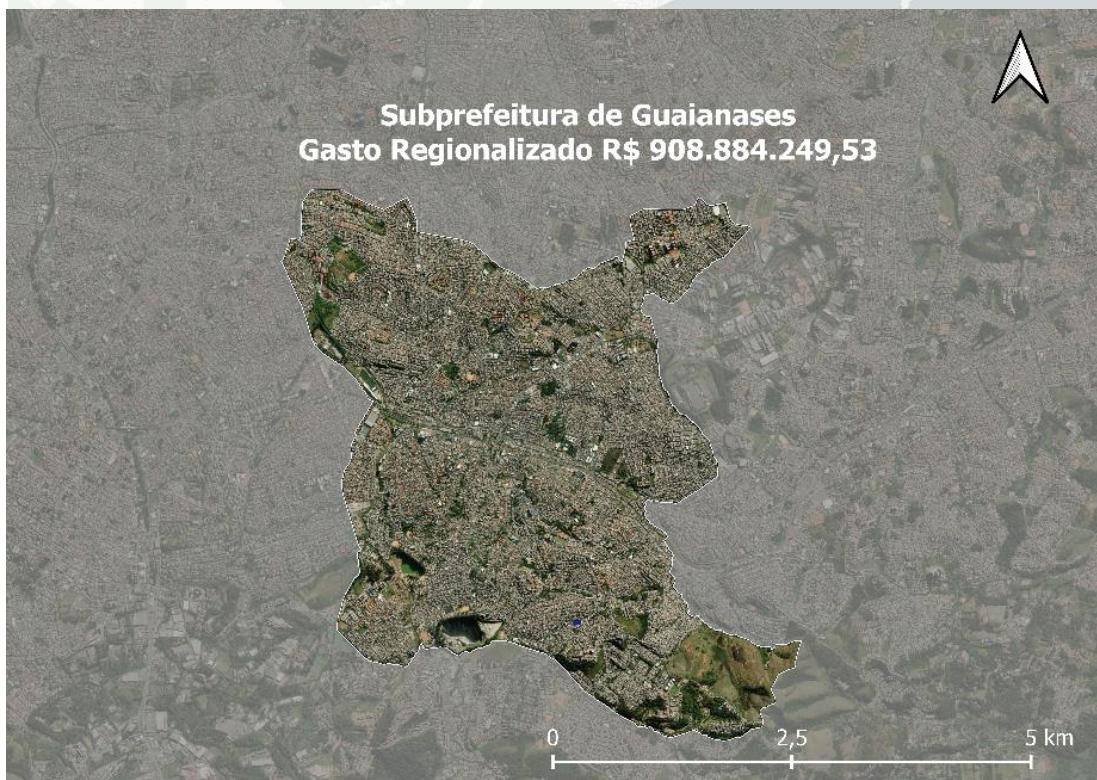 Subprefeitura de Guaianases
Gasto Regionalizado R$ 908.884.249,53
0 2,5 5 km